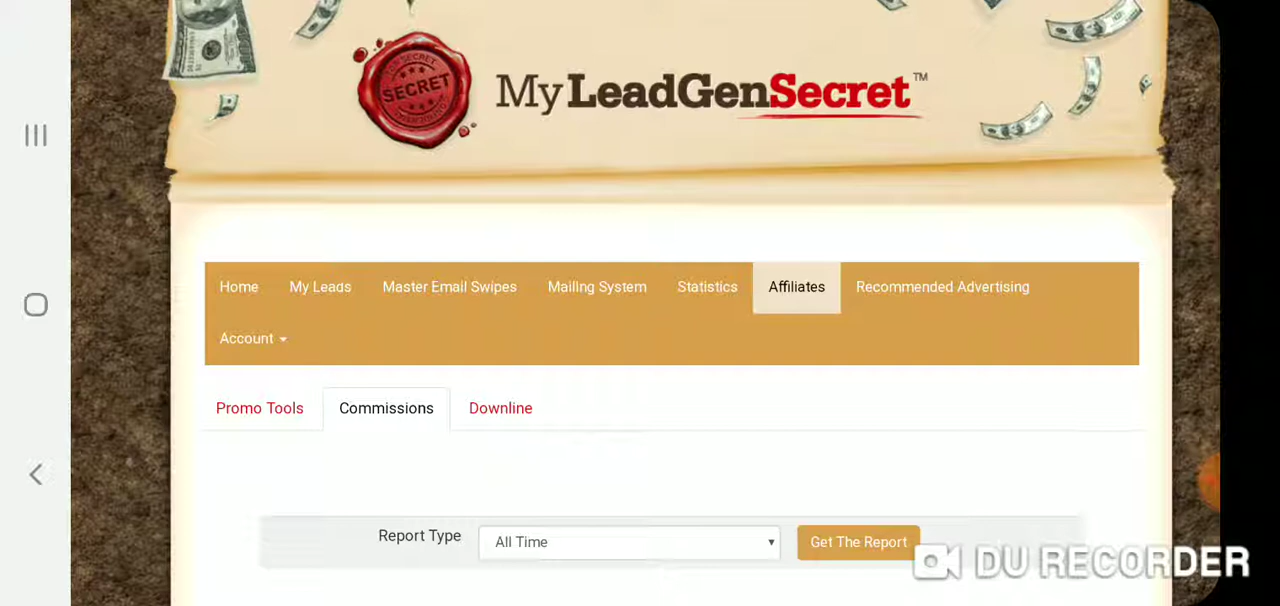 SECRET
MyLeadGenSecret™
Home My Leads Master Email Swipes Mailing System Statistics Affiliates Recommended Advertising
Account
Promo Tools Commissions Downline
Report Type All Time Get The Report
DU RECORDER